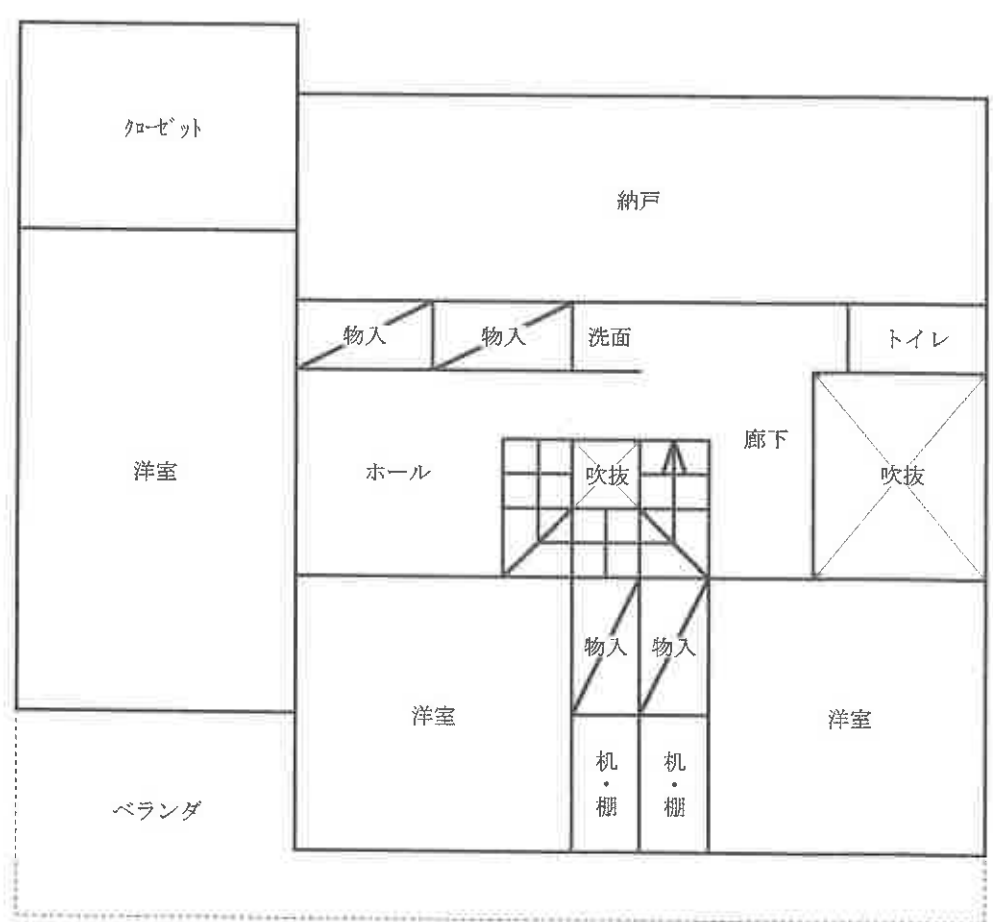 クローゼット
納戸
物入
物入
洗面
トイレ
洋室
ホール
吹抜
廊下
吹抜
物入
物入
洋室
洋室
机・棚
机・棚
ベランダ